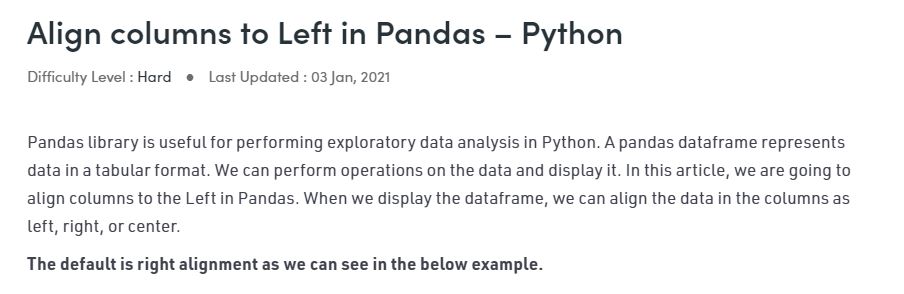 Align columns to Left in Pandas – Python
Difficulty Level : Hard ● Last Updated : 03 Jan, 2021
Pandas library is useful for performing exploratory data analysis in Python. A pandas dataframe represents
data in a tabular format. We can perform operations on the data and display it. In this article, we are going to
align columns to the Left in Pandas. When we display the dataframe, we can align the data in the columns as
left, right, or center.
The default is right alignment as we can see in the below example.